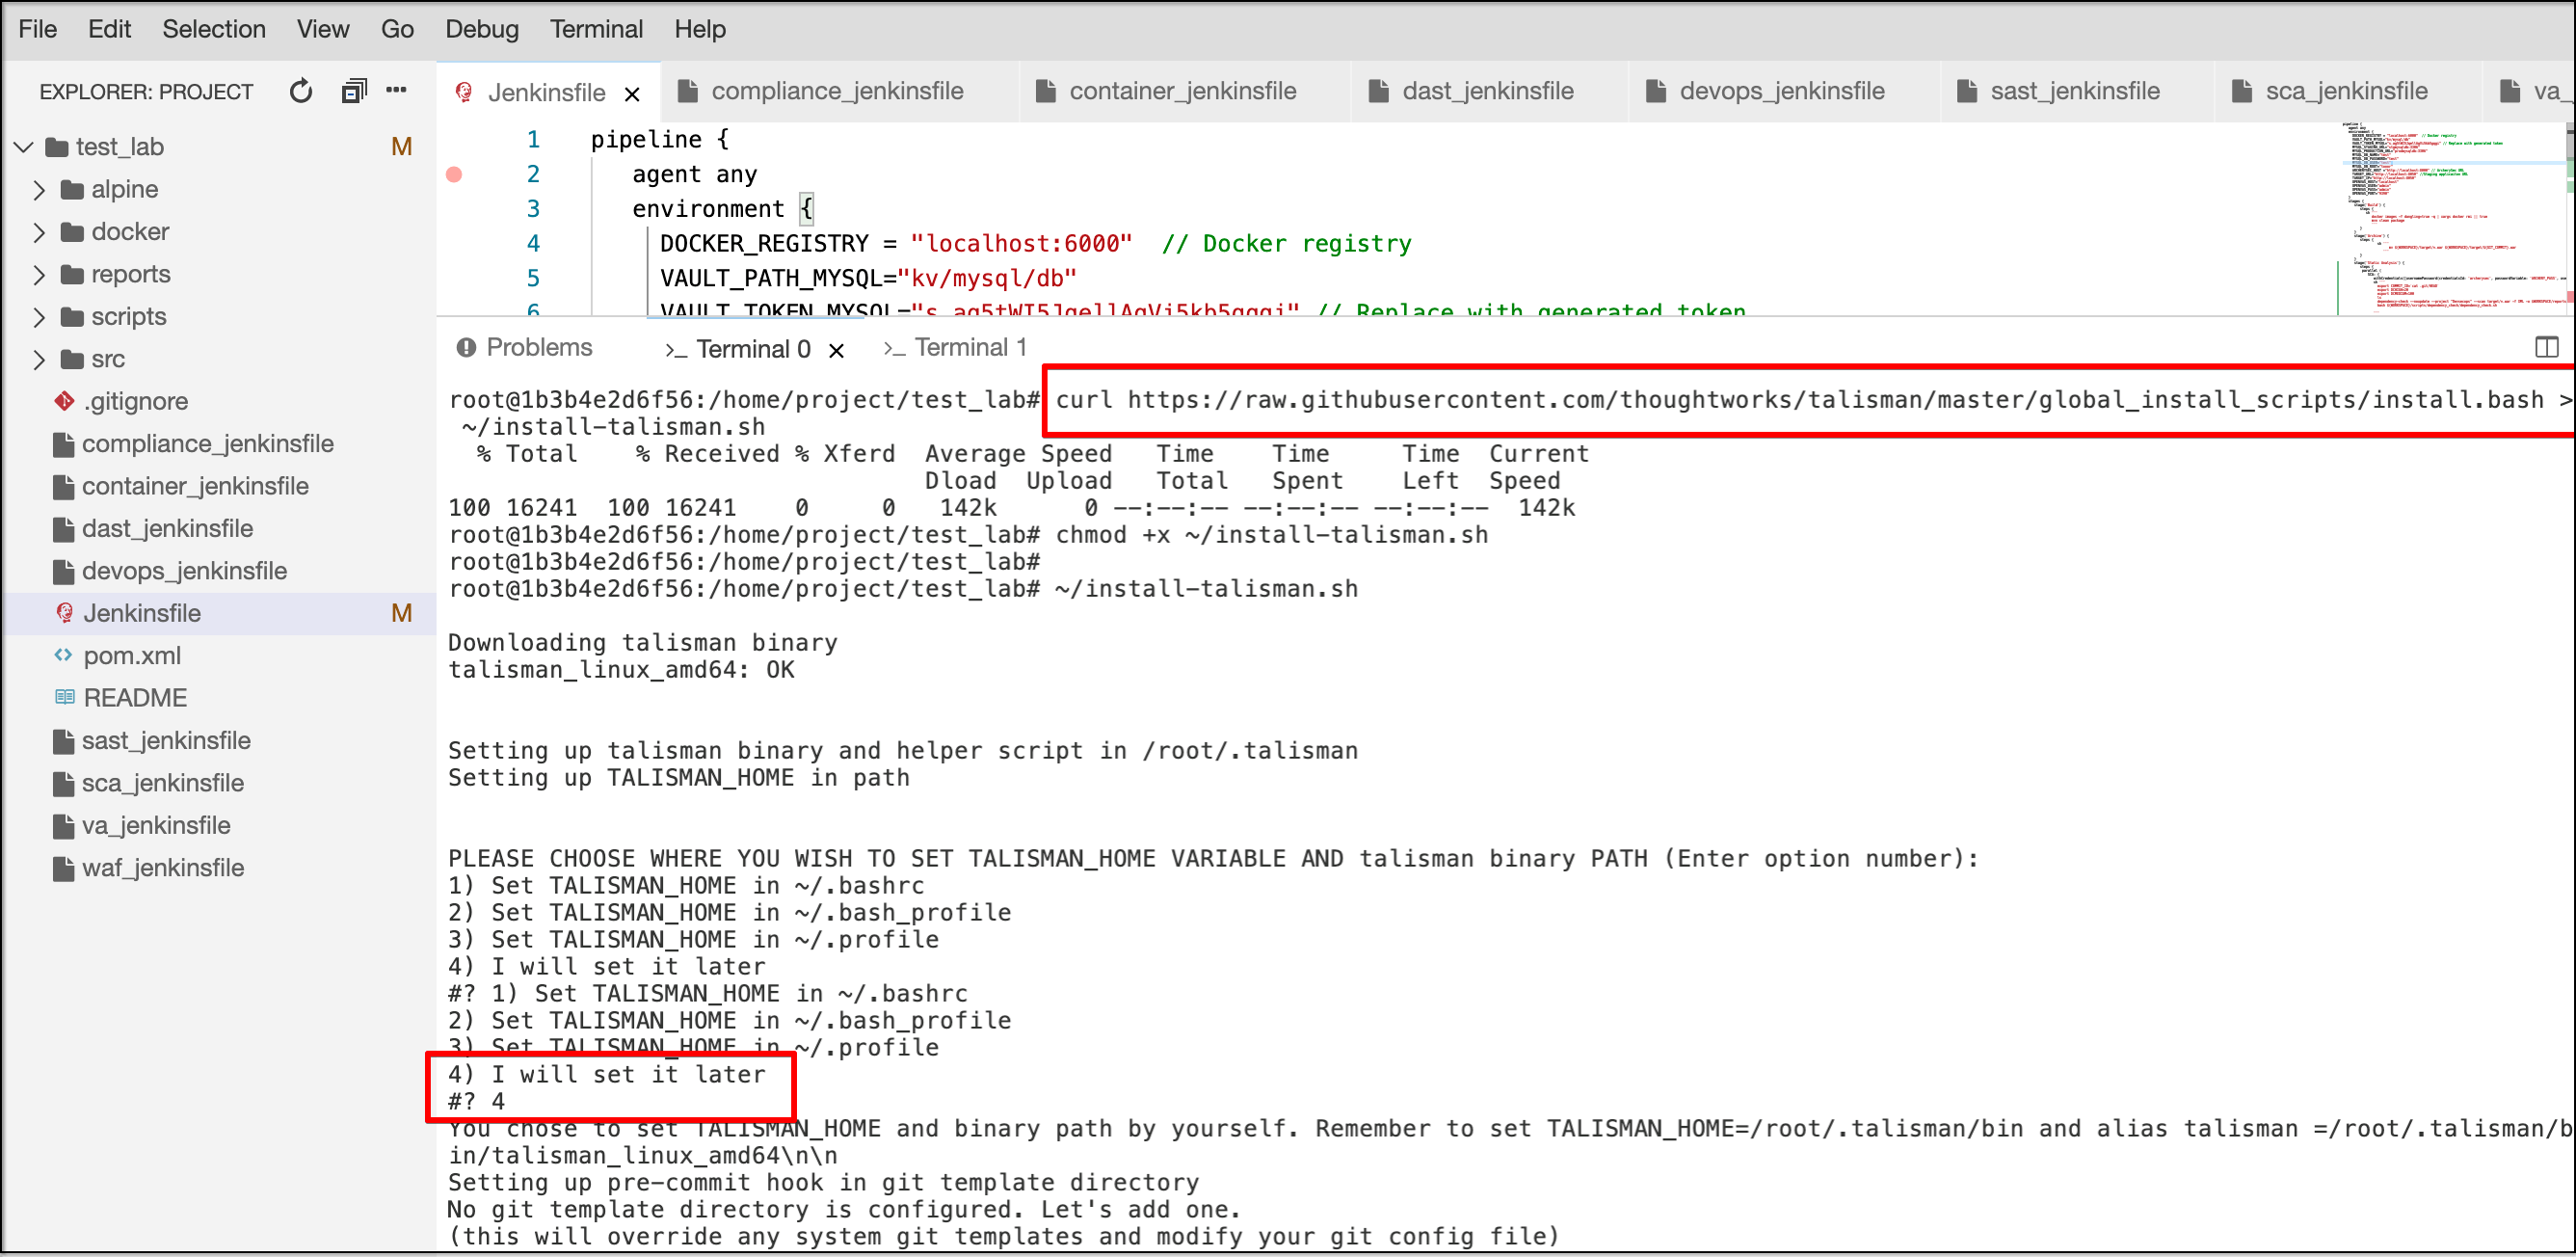 File Edit Selection View Go Debug Terminal Help
EXPLORER: PROJECT
test_lab M
alpine
docker
reports
scripts
src
.gitignore
compliance_jenkinsfile
container_jenkinsfile
dast_jenkinsfile
devops_jenkinsfile
Jenkinsfile M
pom.xml
README
sast_jenkinsfile
sca_jenkinsfile
va_jenkinsfile
waf_jenkinsfile
Jenkinsfile compliance_jenkinsfile container_jenkinsfile dast_jenkinsfile devops_jenkinsfile sast_jenkinsfile sca_jenkinsfile va_
1 pipeline {
2 agent any
3 environment {
4 DOCKER_REGISTRY = "localhost:6000" // Docker registry
5 VAULT_PATH_MYSQL="kv/mysql/db"
6 // Replace with generated token
Problems >_ Terminal 0 >_ Terminal 1
root@1b3b4e2d6f56:/home/project/test_lab# curl https://raw.githubusercontent.com/thoughtworks/talisman/master/global_install_scripts/install.bash >
~/install-talisman.sh
% Total % Received % Xferd Average Speed Time Time Time Current
Dload Upload Total Spent Left Speed
100 16241 100 16241 0 0 142k 0 --:--:-- --:--:-- --:--:-- 142k
root@1b3b4e2d6f56:/home/project/test_lab# chmod +x ~/install-talisman.sh
root@1b3b4e2d6f56:/home/project/test_lab#
root@1b3b4e2d6f56:/home/project/test_lab# ~/install-talisman.sh
Downloading talisman binary
talisman_linux_amd64: OK
Setting up talisman binary and helper script in /root/.talisman
Setting up TALISMAN_HOME in path
PLEASE CHOOSE WHERE YOU WISH TO SET TALISMAN_HOME VARIABLE AND talisman binary PATH (Enter option number):
1) Set TALISMAN_HOME in ~/.bashrc
2) Set TALISMAN_HOME in ~/.bash_profile
3) Set TALISMAN_HOME in ~/.profile
4) I will set it later
#? 1) Set TALISMAN_HOME in ~/.bashrc
2) Set TALISMAN_HOME in ~/.bash_profile
3) Set TALISMAN_HOME in ~/.profile
4) I will set it later
#? 4
You chose to set TALISMAN_HOME and binary path by yourself. Remember to set TALISMAN_HOME=/root/.talisman/bin and alias talisman =/root/.talisman/b
in/talisman_linux_amd64\n\n
Setting up pre-commit hook in git template directory
No git template directory is configured. Let's add one.
(this will override any system git templates and modify your git config file)